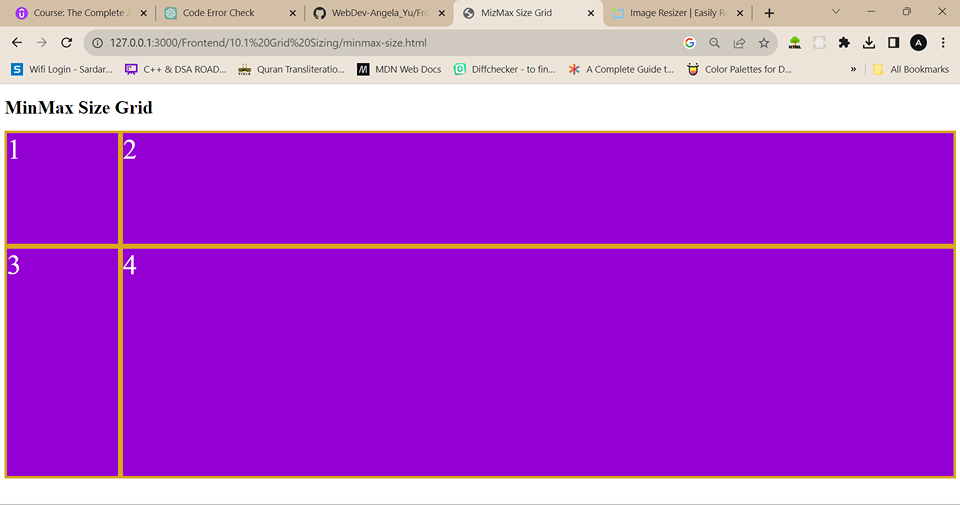 Course: The Complete 2
Code Error Check
WebDev-Angela_Yu/Fro
MizMax Size Grid
Image Resizer | Easily Re
127.0.0.1:3000/Frontend/10.1%20Grid%20Sizing/minmax-size.html
A
Wifi Login - Sardar...
C++ & DSA ROAD...
Quran Transliteratio...
MDN Web Docs
Diffchecker - to fin...
A Complete Guide t...
Color Palettes for D...
»
All Bookmarks
MinMax Size Grid
1
2
3
4